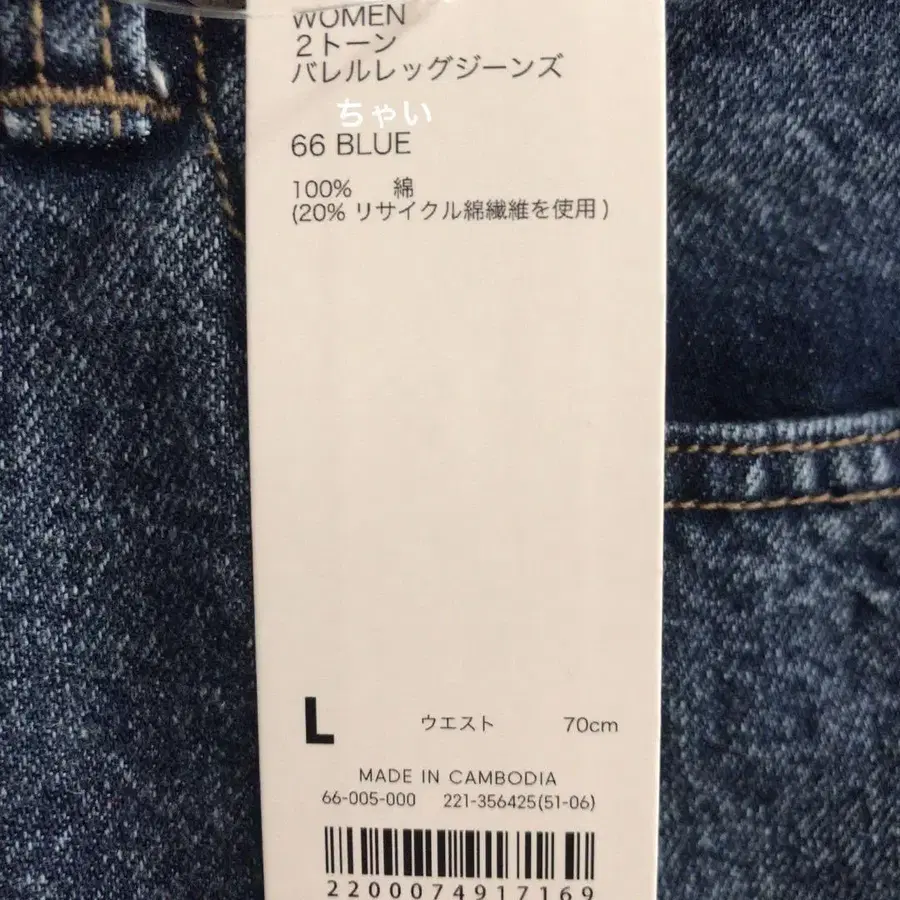 WOMEN
2トーン
バレルレッグジーンズ
ちゃい
66 BLUE
100% 綿
(20% リサイクル綿繊維を使用)
L ウエスト 70cm
MADE IN CAMBODIA
66-005-000 221-356425(51-06)
2200074917169